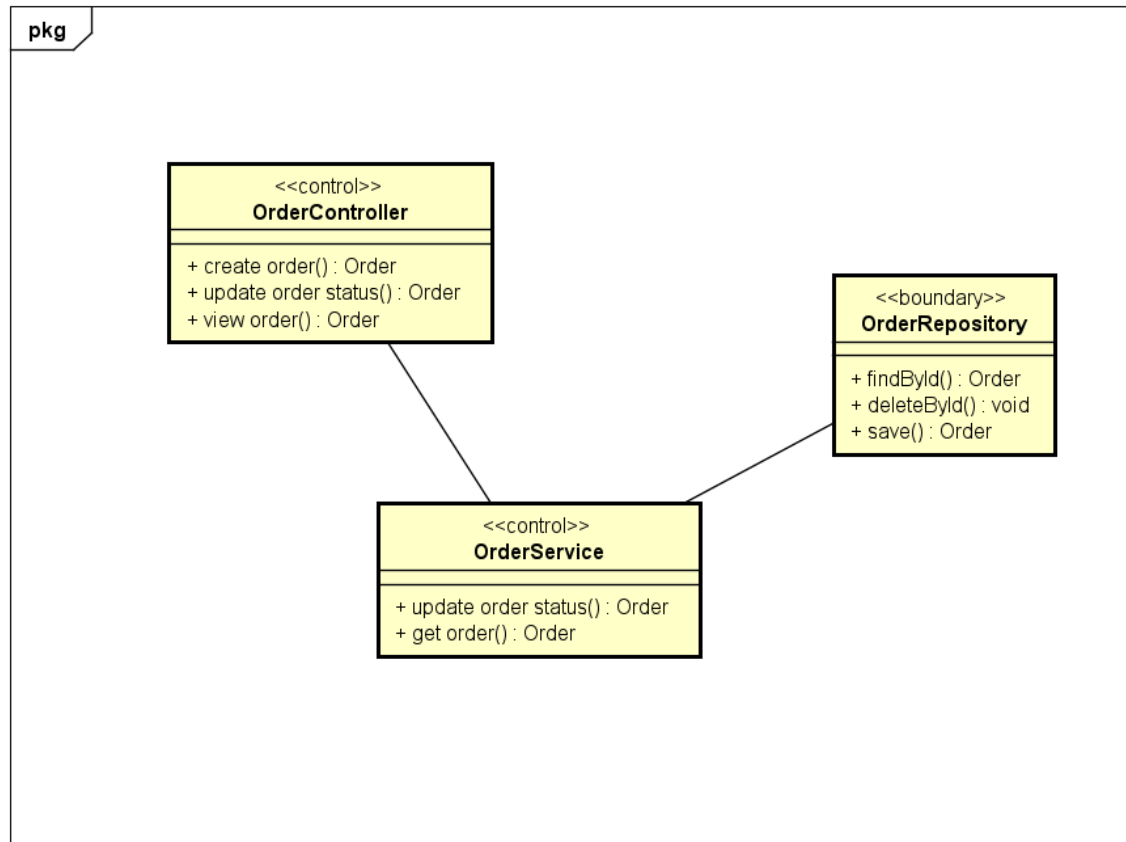 pkg
<<control>>
OrderController
+ create order() : Order
+ update order status() : Order
+ view order() : Order
<<boundary>>
OrderRepository
+ findById() : Order
+ deleteById() : void
+ save() : Order
<<control>>
OrderService
+ update order status() : Order
+ get order() : Order